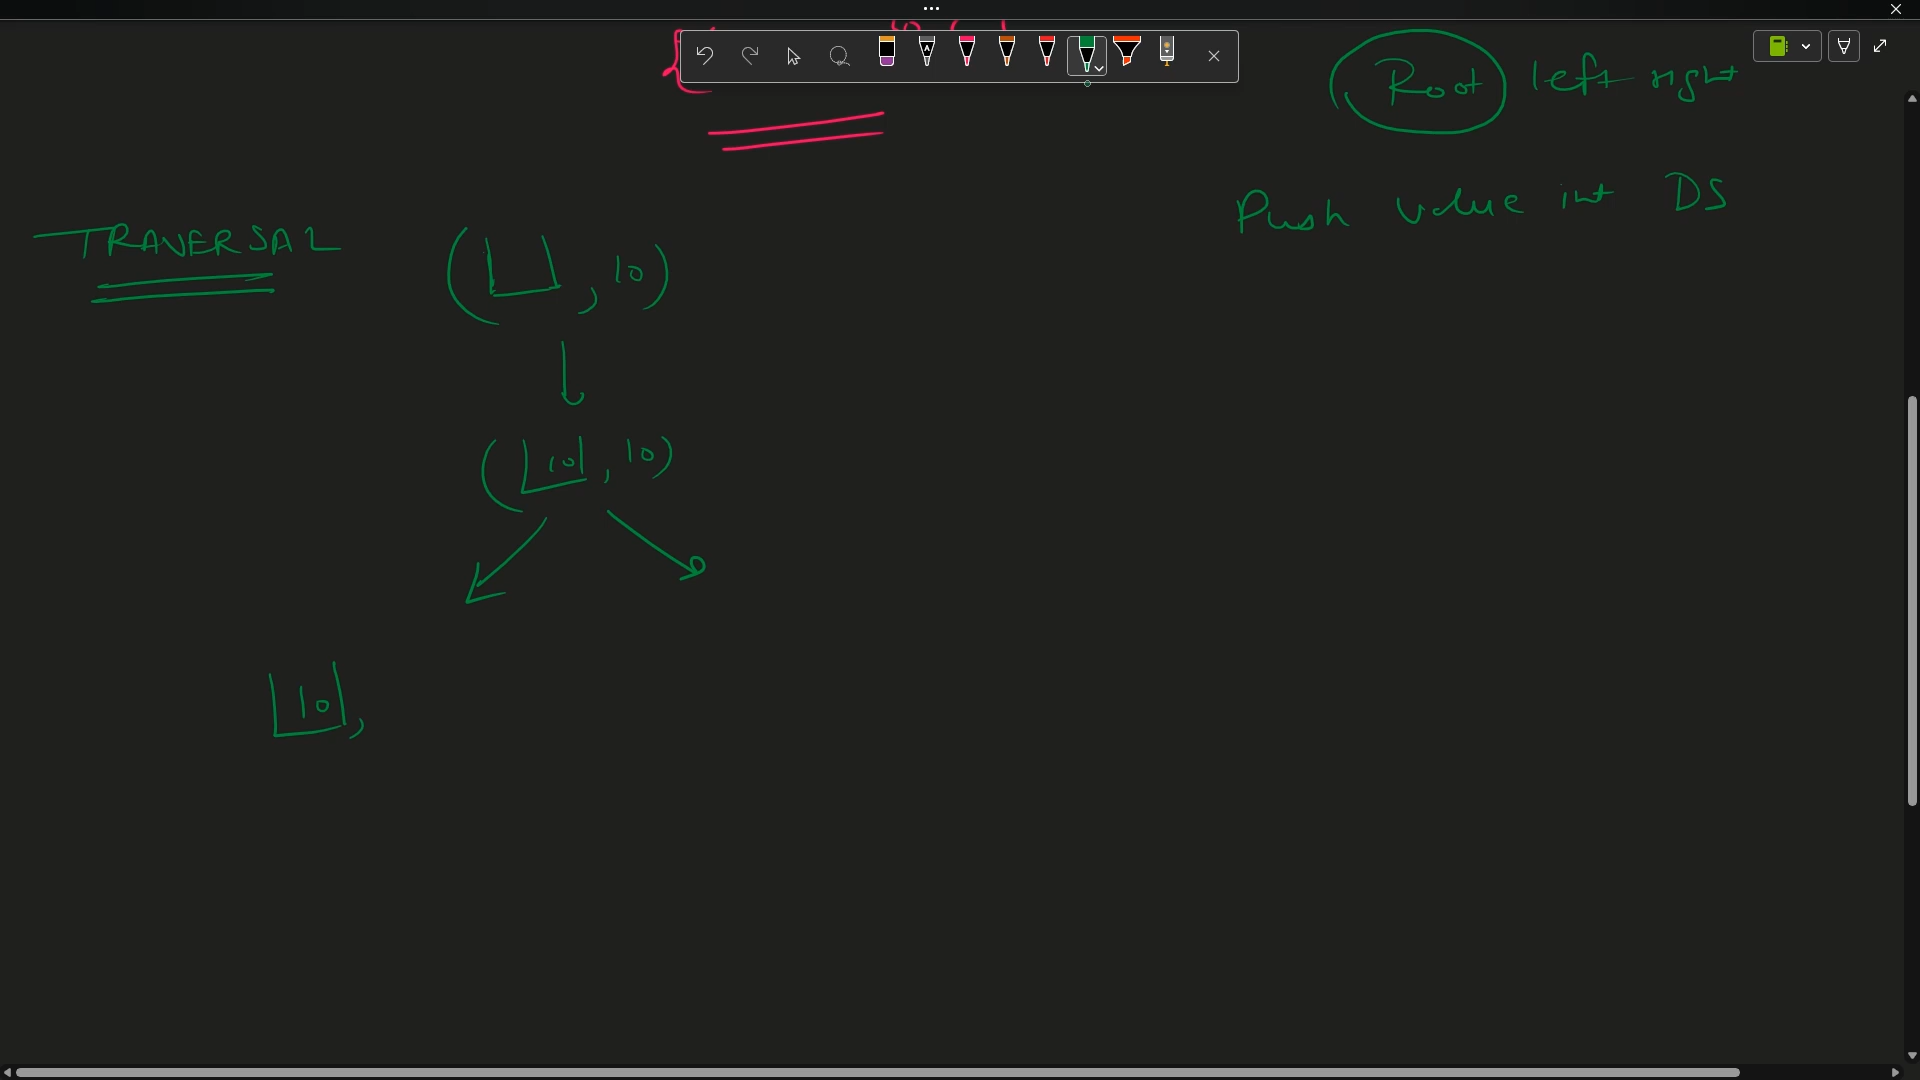 Root left right
Push value int DS
TRAVERSAL
( , 10)
(10, 10)
10,